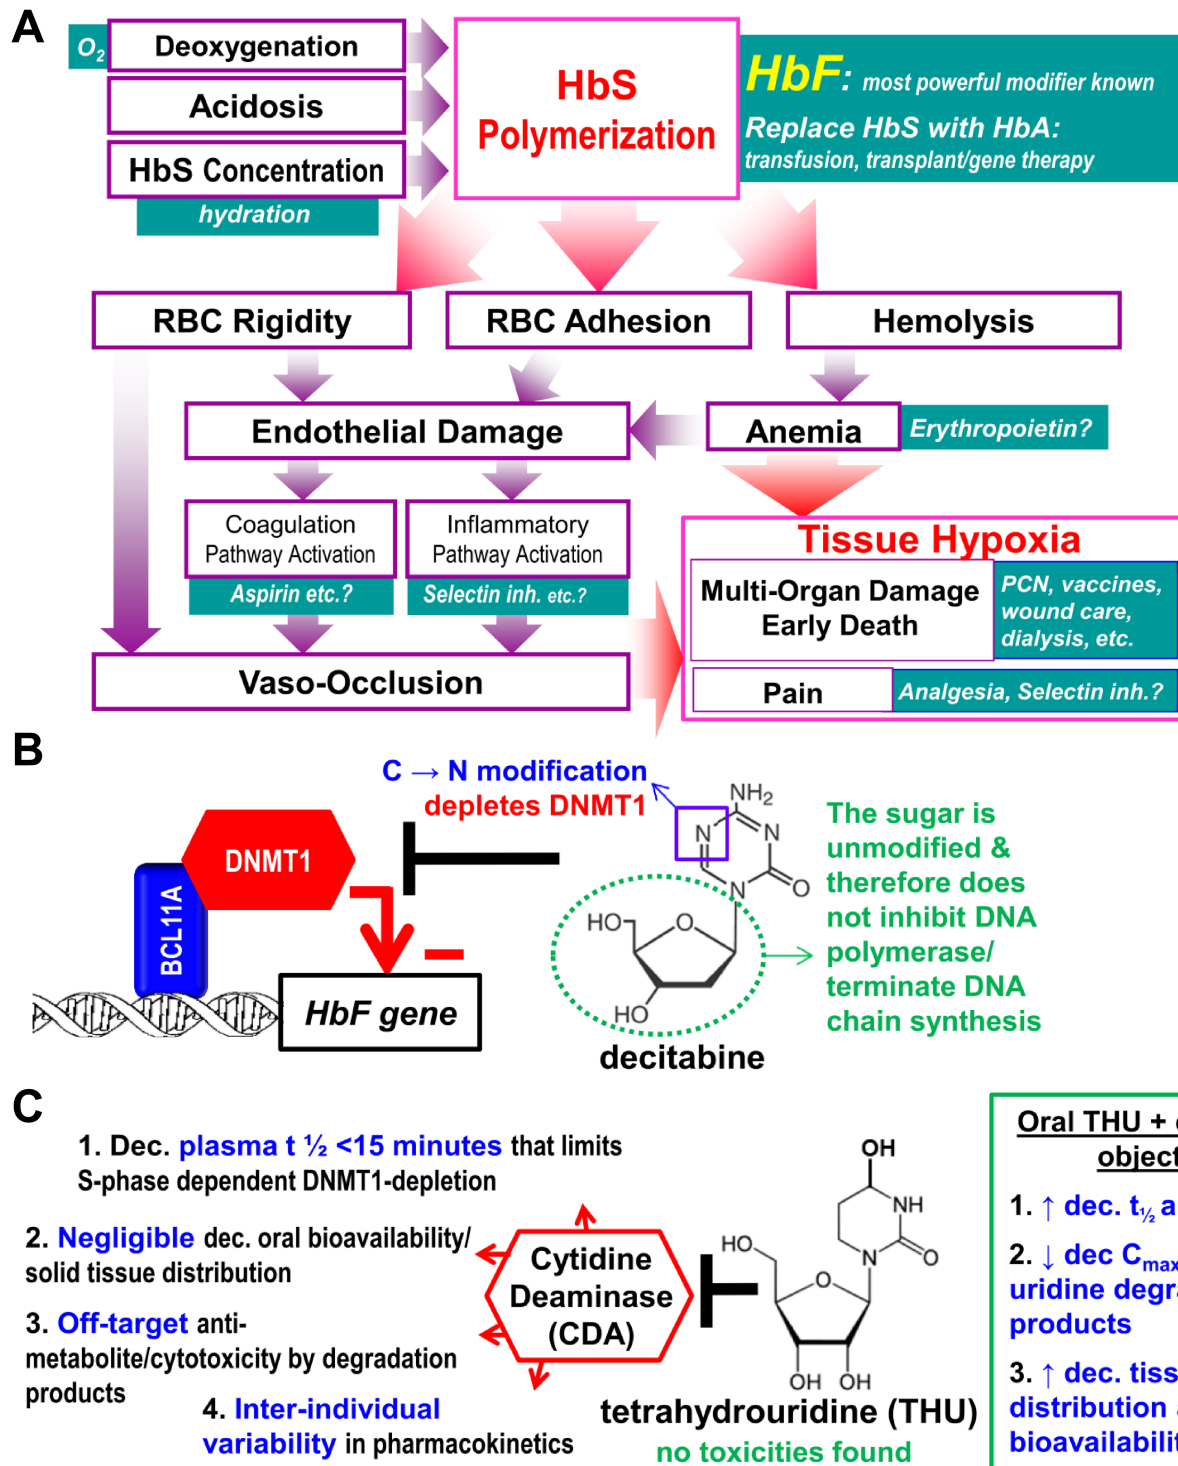 A
O2
Deoxygenation
Acidosis
HbS Concentration
hydration
HbS
Polymerization
HbF: most powerful modifier known
Replace HbS with HbA:
transfusion, transplant/gene therapy
RBC Rigidity
RBC Adhesion
Hemolysis
Endothelial Damage
Anemia
Erythropoietin?
Coagulation
Pathway Activation
Aspirin etc.?
Inflammatory
Pathway Activation
Selectin inh. etc.?
Vaso-Occlusion
Tissue Hypoxia
Multi-Organ Damage
Early Death
PCN, vaccines,
wound care,
dialysis, etc.
Pain
Analgesia, Selectin inh.?
B
C → N modification
depletes DNMT1
DNMT1
BCL11A
HbF gene
NH2
N
N
N
O
HO
O
HO
decitabine
The sugar is
unmodified &
therefore does
not inhibit DNA
polymerase/
terminate DNA
chain synthesis
C
1. Dec. plasma t ½ <15 minutes that limits
S-phase dependent DNMT1-depletion
2. Negligible dec. oral bioavailability/
solid tissue distribution
3. Off-target anti-
metabolite/cytotoxicity by degradation
products
4. Inter-individual
variability in pharmacokinetics
Cytidine
Deaminase
(CDA)
OH
NH
N
O
HO
O
OH OH
tetrahydrouridine (THU)
no toxicities found
Oral THU +
object
1. ↑ dec. t½ a
2. ↓ dec Cmax
uridine degra
products
3. ↑ dec. tiss
distribution a
bioavailabili